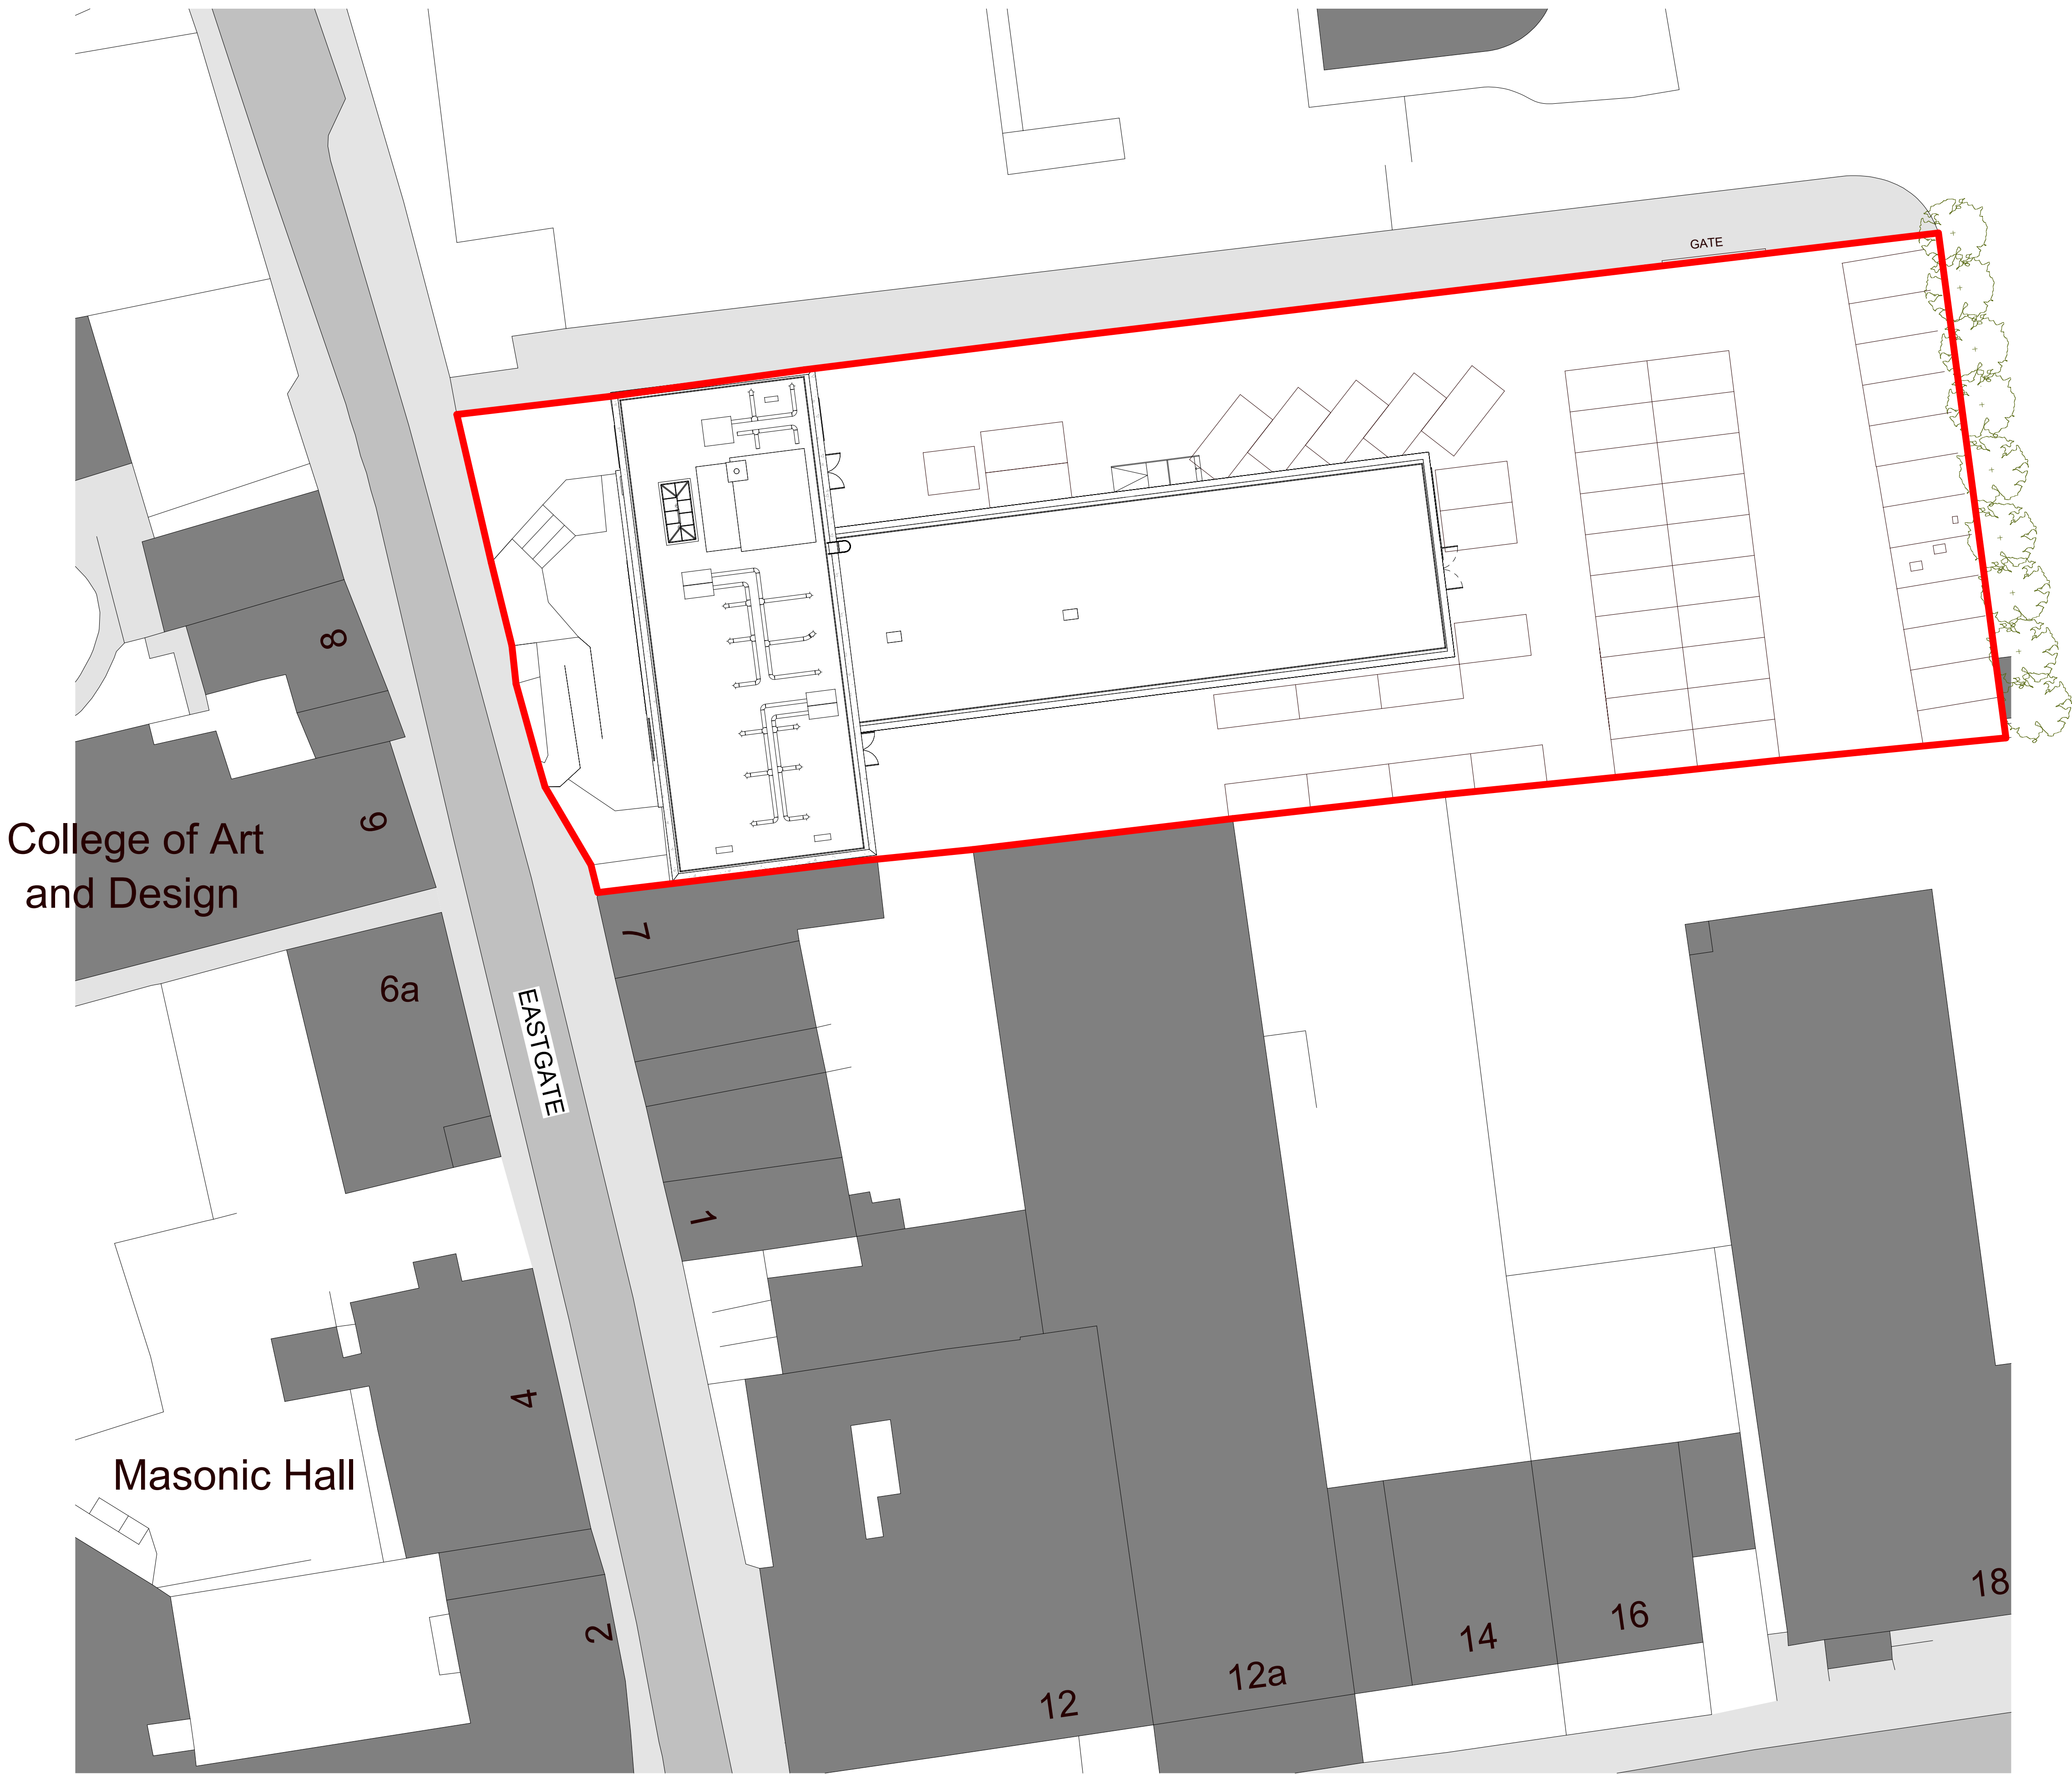 GATE
8
9
College of Art
and Design
7
6a
EASTGATE
1
4
Masonic Hall
2
18
16
14
12a
12